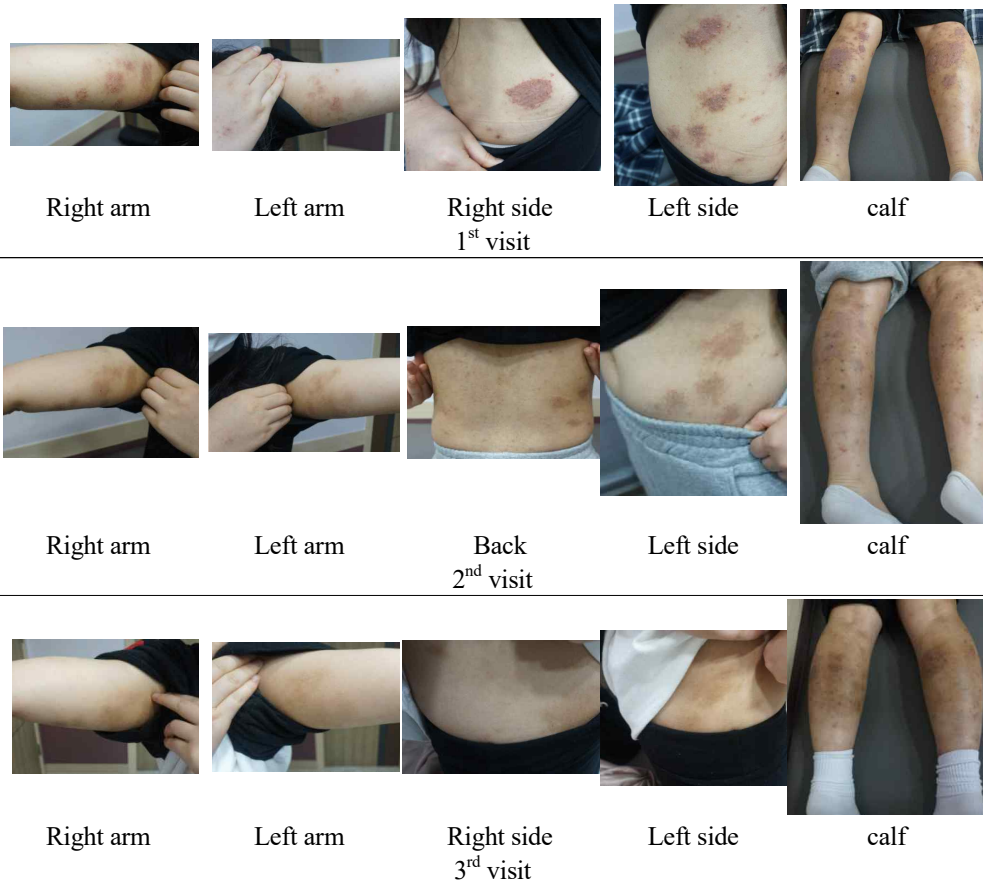 Right arm Left arm Right side Left side calf
1st visit
Right arm Left arm Back Left side calf
2nd visit
Right arm Left arm Right side Left side calf
3rd visit